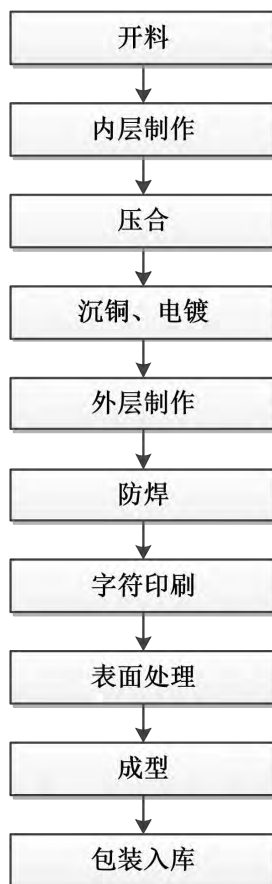 开料
内层制作
压合
沉铜、电镀
外层制作
防焊
字符印刷
表面处理
成型
包装入库